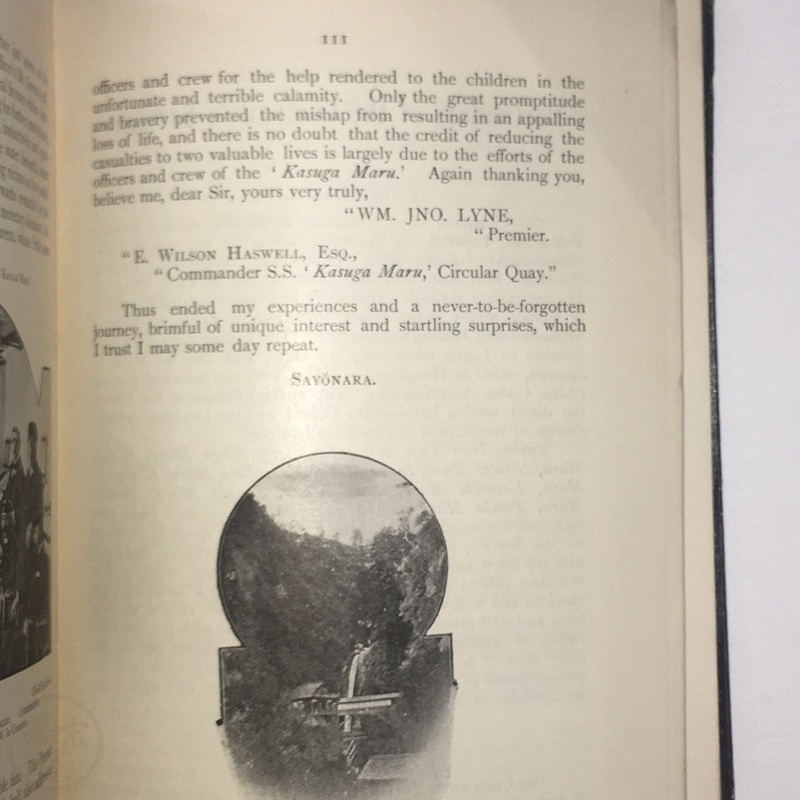 111
officers and crew for the help rendered to the children in the
unfortunate and terrible calamity. Only the great promptitude
and bravery prevented the mishap from resulting in an appalling
loss of life, and there is no doubt that the credit of reducing the
casualties to two valuable lives is largely due to the efforts of the
officers and crew of the ‘ Kasuga Maru.’ Again thanking you,
believe me, dear Sir, yours very truly,
“WM. JNO. LYNE,
“ Premier.
“ E. WILSON HASWELL, ESQ.,
“ Commander S.S. ‘ Kasuga Maru,’ Circular Quay.”
Thus ended my experiences and a never-to-be-forgotten
journey, brimful of unique interest and startling surprises, which
I trust I may some day repeat.
SAYŎNARA.